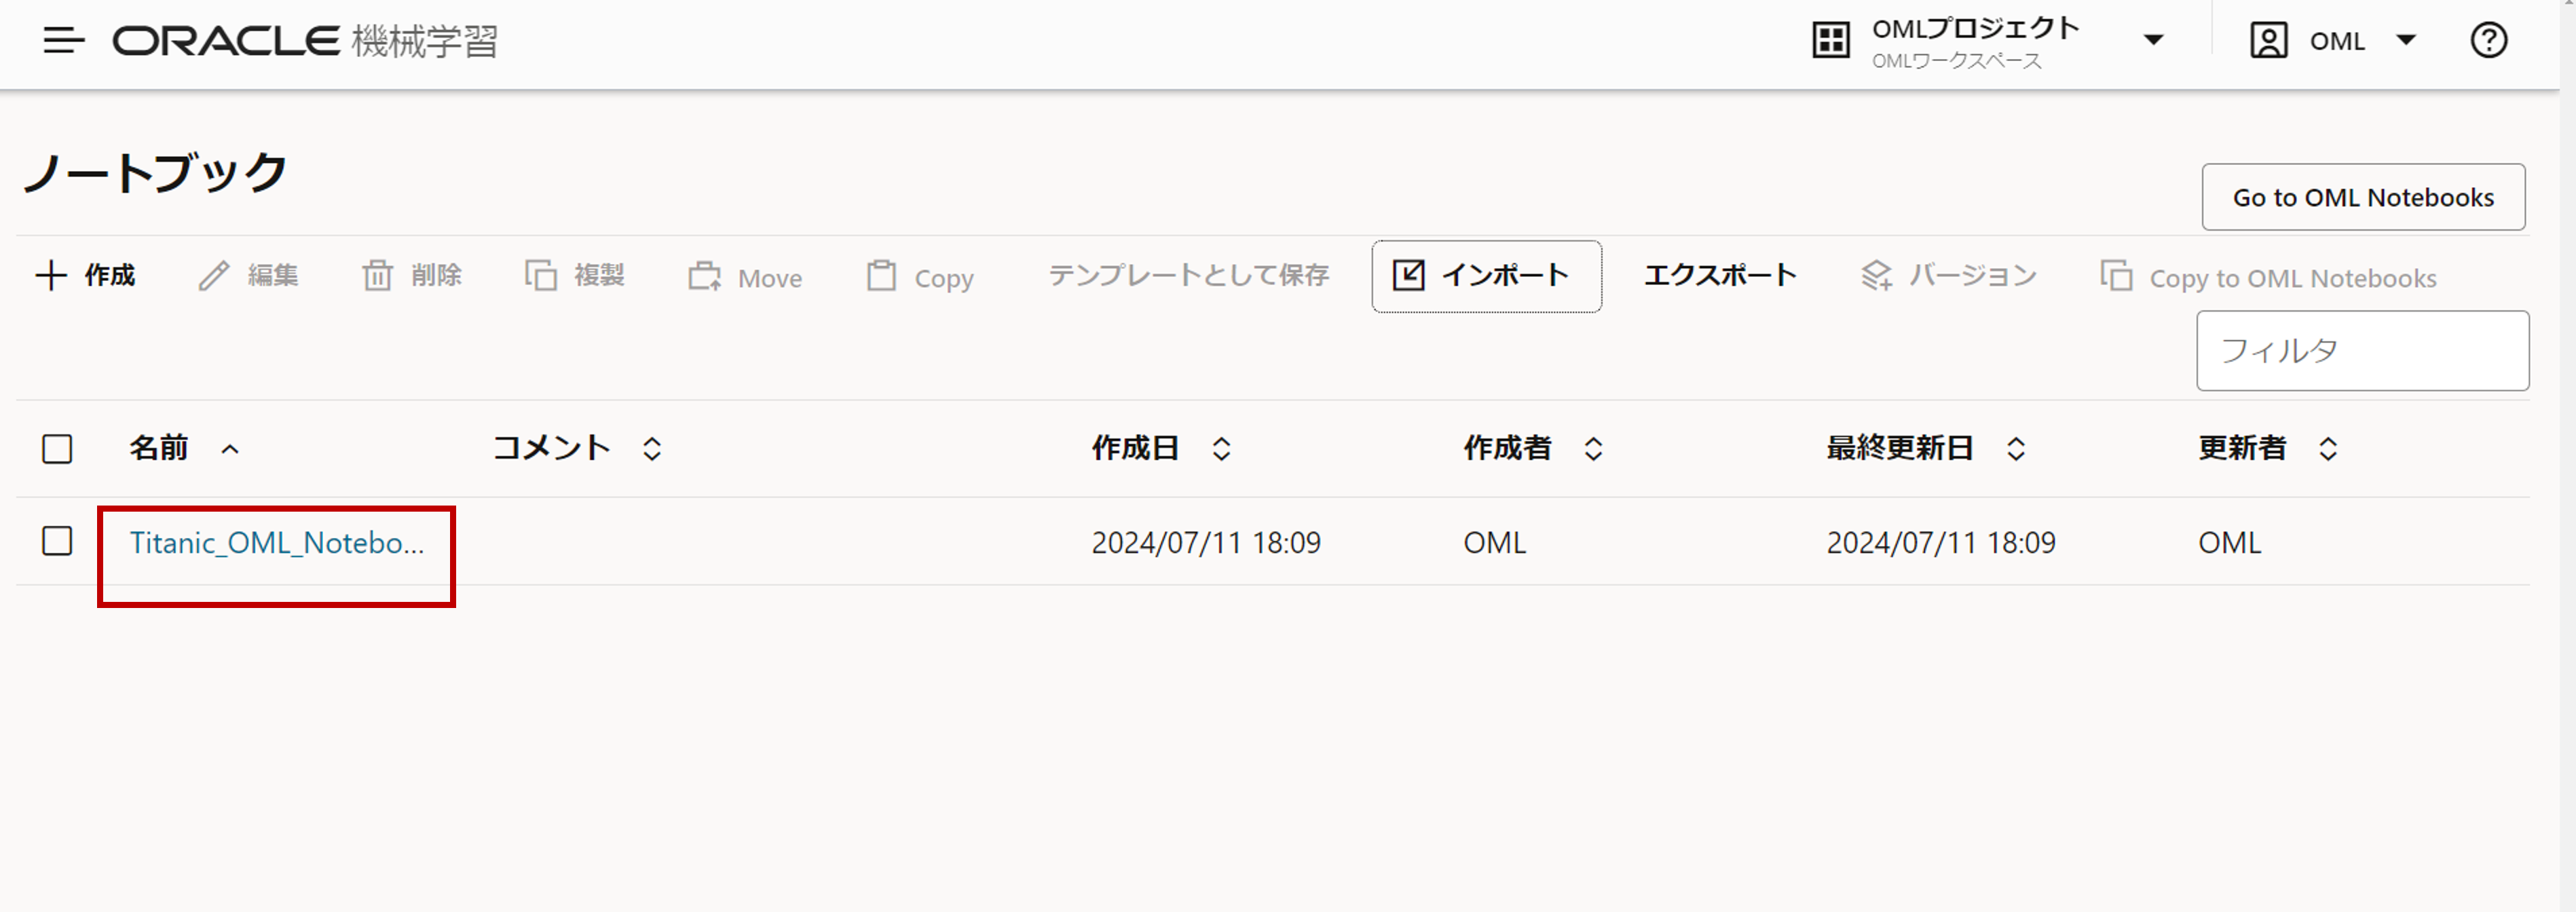 ORACLE 機械学習
OMLプロジェクト
OMLワークスペース
OML
ノートブック
Go to OML Notebooks
作成 編集 削除 複製 Move Copy テンプレートとして保存 インポート エクスポート バージョン Copy to OML Notebooks
フィルタ
名前 コメント 作成日 作成者 最終更新日 更新者
Titanic_OML_Notebo... 2024/07/11 18:09 OML 2024/07/11 18:09 OML